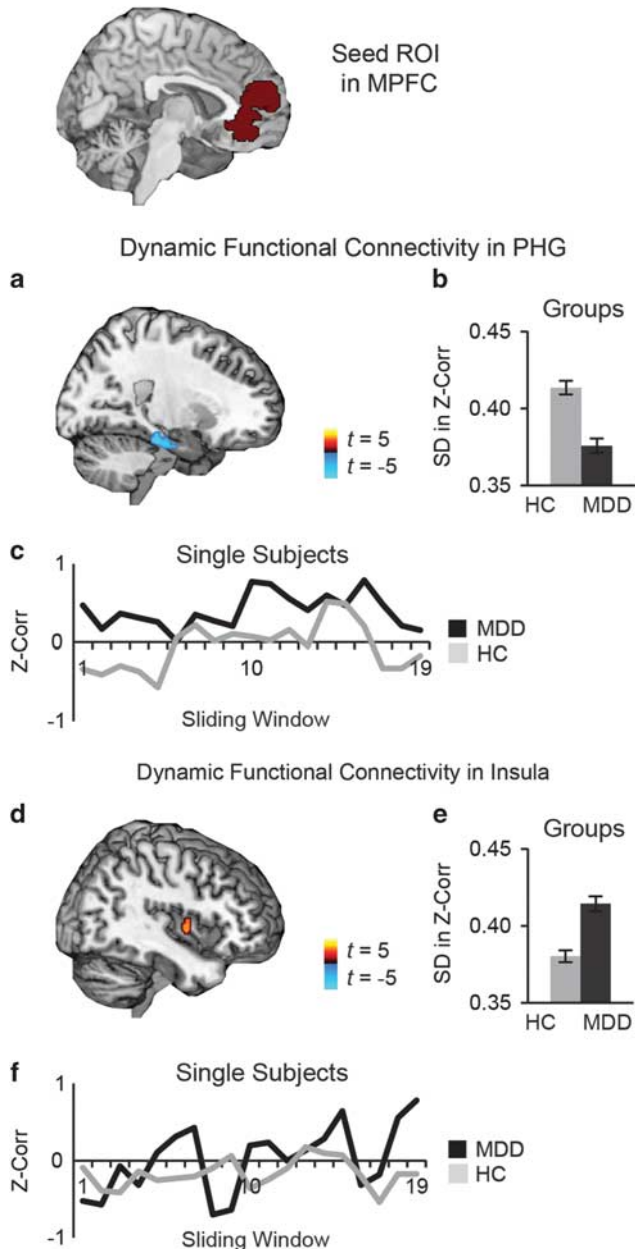 Seed ROI
in MPFC
Dynamic Functional Connectivity in PHG
a
t = 5
t = -5
b
Groups
SD in Z-Corr
0.45
0.40
0.35
HC
MDD
c
Single Subjects
Z-Corr
1
0
-1
1
10
19
Sliding Window
MDD
HC
Dynamic Functional Connectivity in Insula
d
t = 5
t = -5
e
Groups
SD in Z-Corr
0.45
0.40
0.35
HC
MDD
f
Single Subjects
Z-Corr
1
0
-1
1
10
19
Sliding Window
MDD
HC